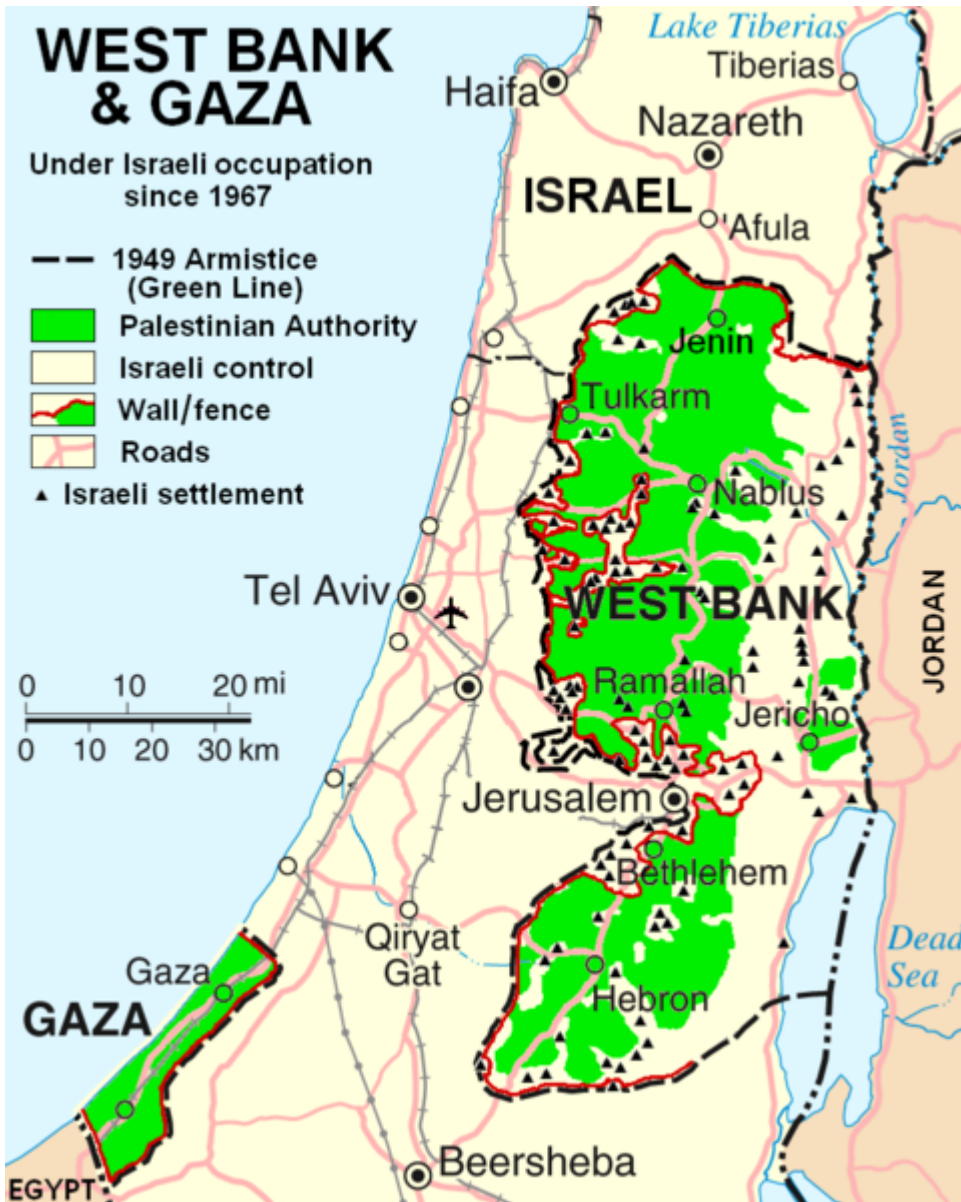 WEST BANK
& GAZA
Under Israeli occupation
since 1967
1949 Armistice
(Green Line)
Palestinian Authority
Israeli control
Wall/fence
Roads
Israeli settlement
Lake Tiberias
Tiberias
Haifa
Nazareth
ISRAEL
'Afula
Jenin
Tulkarm
Nablus
Jordan
Tel Aviv
WEST BANK
JORDAN
0 10 20 mi
0 10 20 30 km
Ramallah
Jericho
Jerusalem
Bethlehem
Qiryat
Gat
Dead
Sea
Gaza
GAZA
Hebron
Beersheba
EGYPT